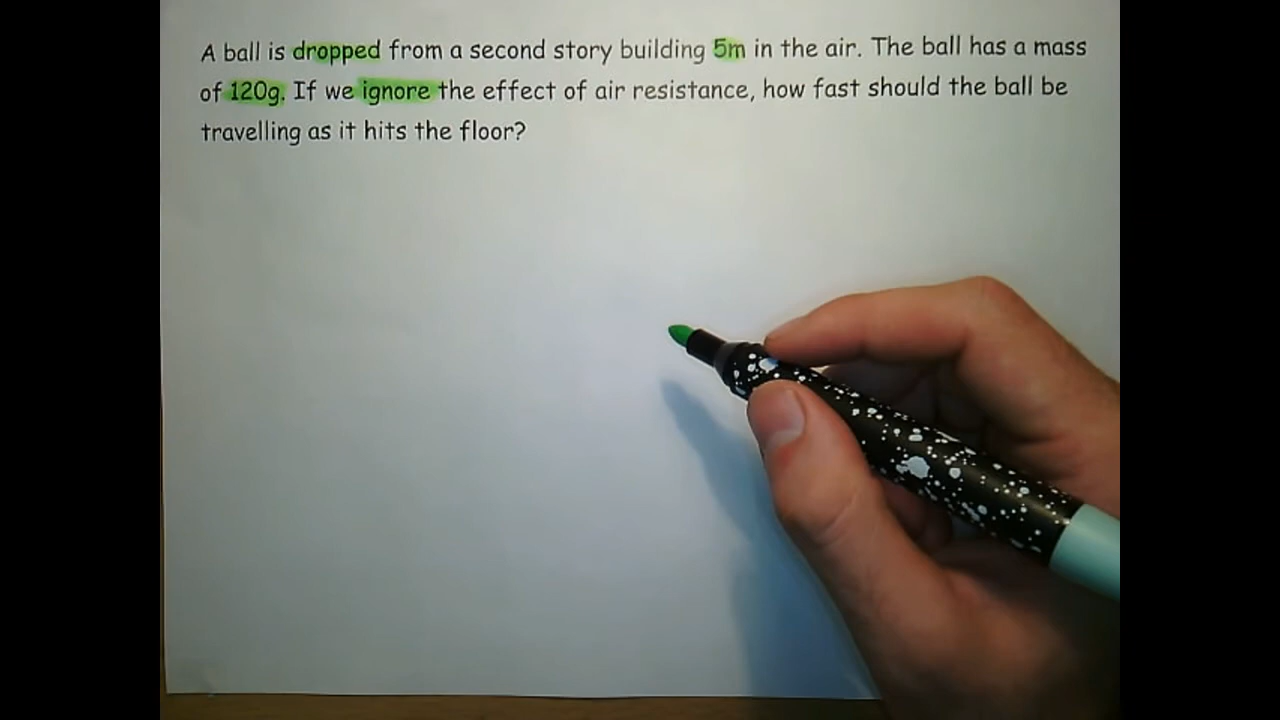 A ball is dropped from a second story building 5m in the air. The ball has a mass
of 120g. If we ignore the effect of air resistance, how fast should the ball be
travelling as it hits the floor?